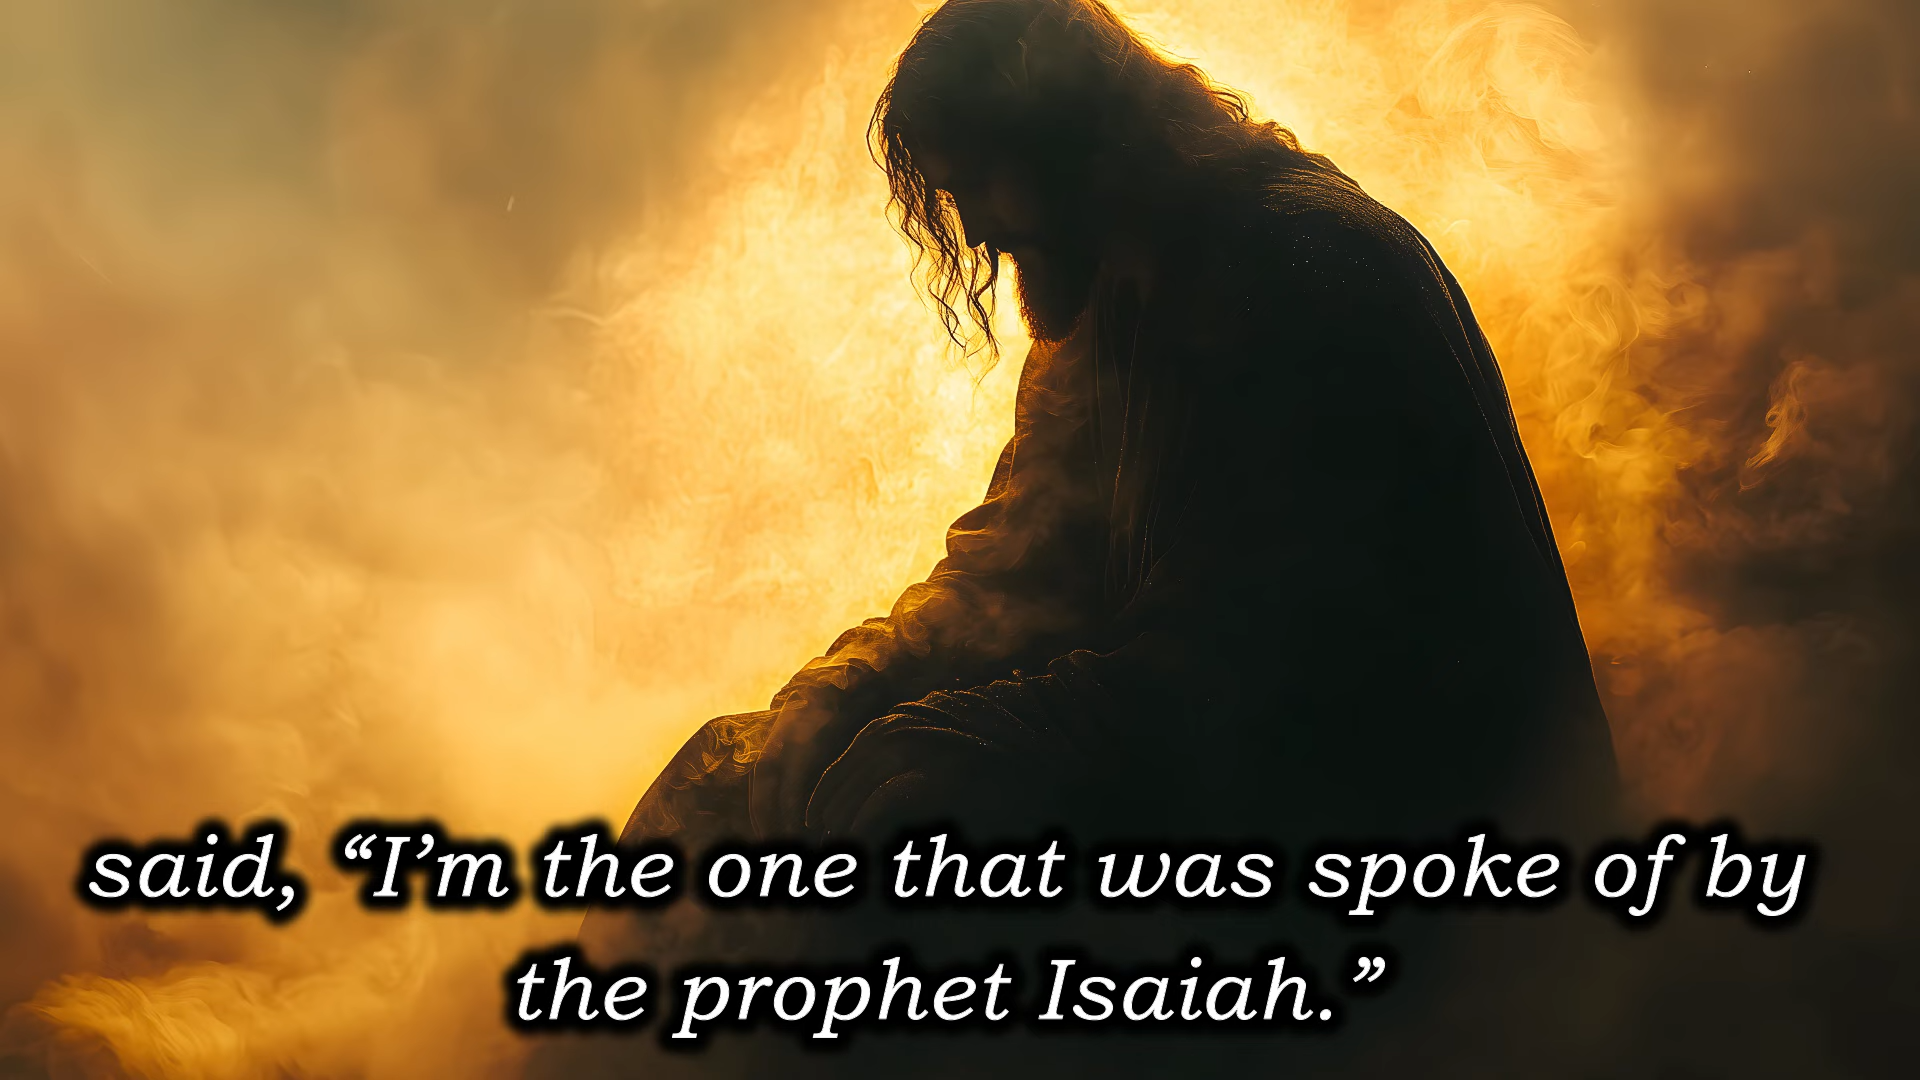 said, “I’m the one that was spoke of by
the prophet Isaiah.”